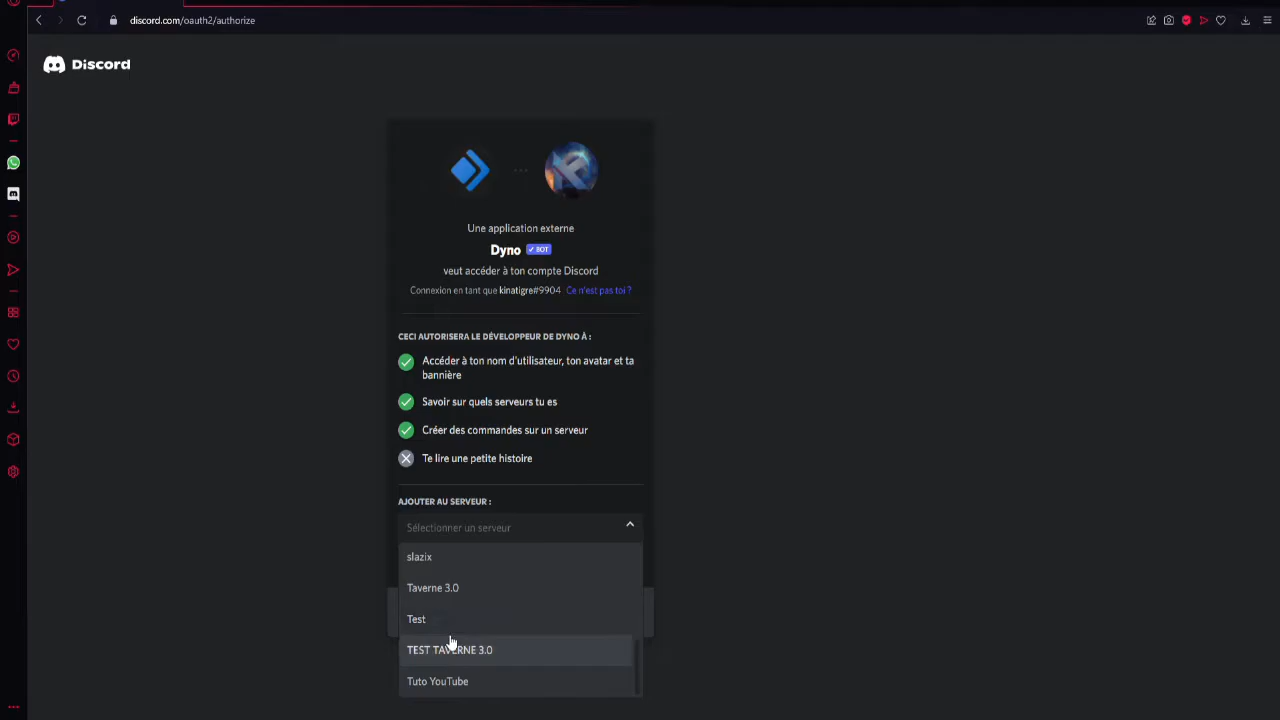 discord.com/oauth2/authorize
Discord
Une application externe
Dyno ✓ BOT
veut accéder à ton compte Discord
Connexion en tant que kinatigre#9904 Ce n'est pas toi ?
CECI AUTORISERA LE DÉVELOPPEUR DE DYNO À :
Accéder à ton nom d'utilisateur, ton avatar et ta
bannière
Savoir sur quels serveurs tu es
Créer des commandes sur un serveur
Te lire une petite histoire
AJOUTER AU SERVEUR :
Sélectionner un serveur
slazix
Taverne 3.0
Test
TEST TAVERNE 3.0
Tuto YouTube